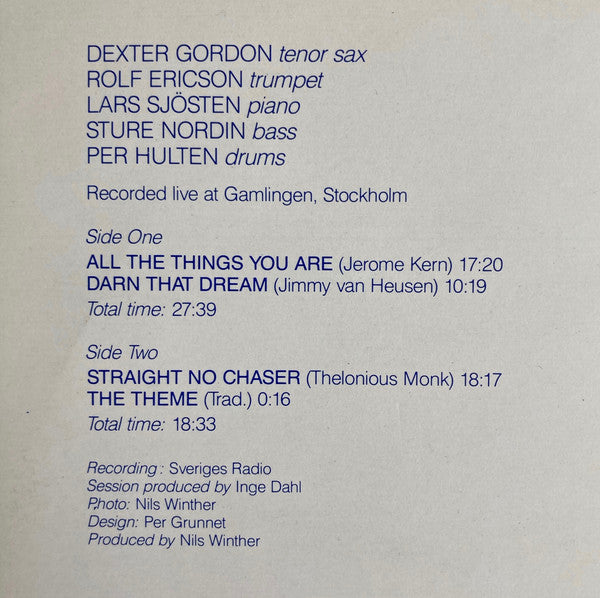 DEXTER GORDON tenor sax
ROLF ERICSON trumpet
LARS SJÖSTEN piano
STURE NORDIN bass
PER HULTEN drums
Recorded live at Gamlingen, Stockholm
Side One
ALL THE THINGS YOU ARE (Jerome Kern) 17:20
DARN THAT DREAM (Jimmy van Heusen) 10:19
Total time: 27:39
Side Two
STRAIGHT NO CHASER (Thelonious Monk) 18:17
THE THEME (Trad.) 0:16
Total time: 18:33
Recording: Sveriges Radio
Session produced by Inge Dahl
Photo: Nils Winther
Design: Per Grunnet
Produced by Nils Winther